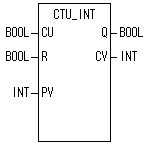 CTU_INT
BOOL CU Q BOOL
BOOL R CV INT
INT PV